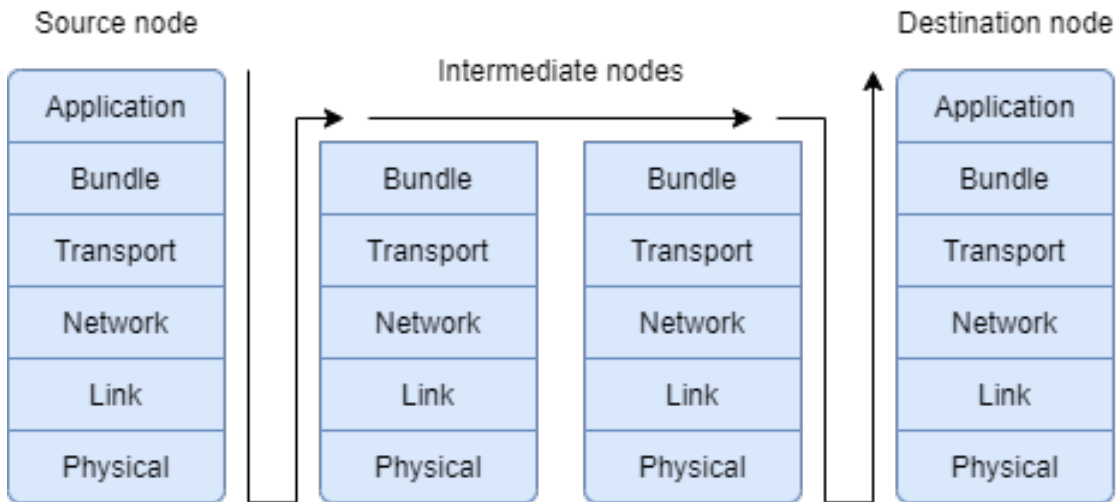 Source node
Destination node
Intermediate nodes
Application
Bundle
Transport
Network
Link
Physical
Bundle
Transport
Network
Link
Physical
Bundle
Transport
Network
Link
Physical
Application
Bundle
Transport
Network
Link
Physical